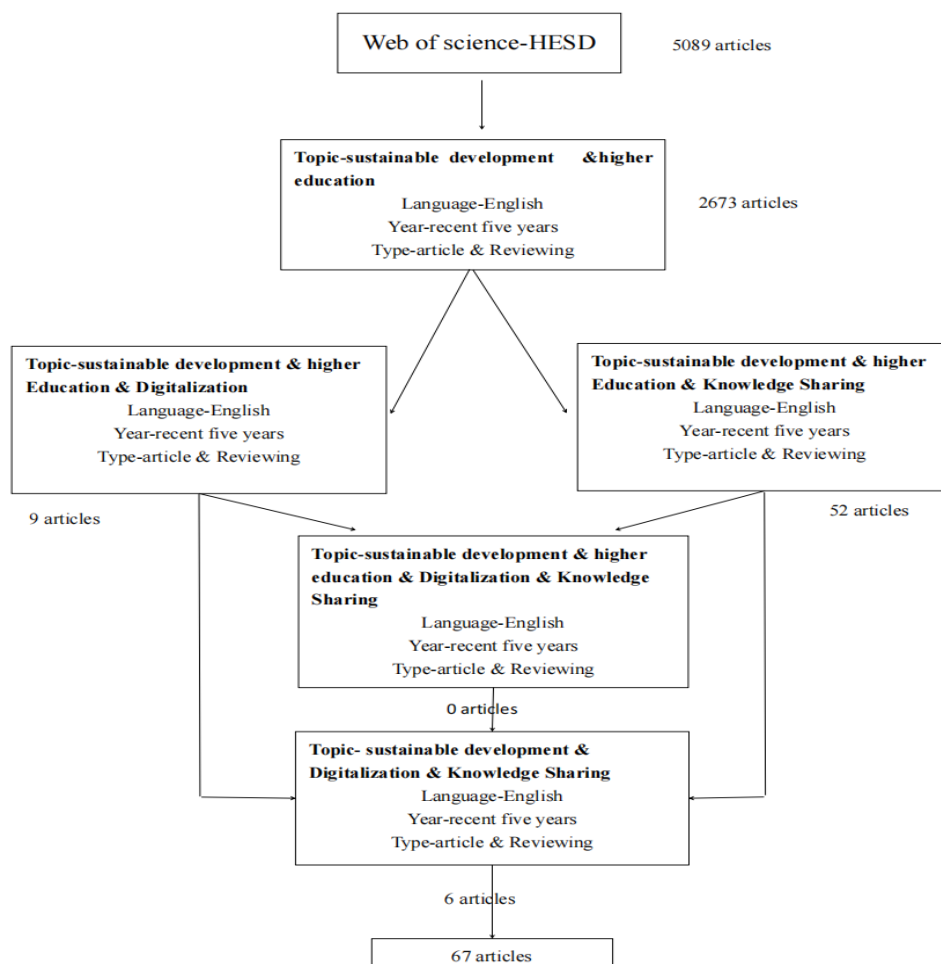 Web of science-HESD
5089 articles
Topic-sustainable development &higher
education
Language-English
Year-recent five years
Type-article & Reviewing
2673 articles
Topic-sustainable development & higher
Education & Digitalization
Language-English
Year-recent five years
Type-article & Reviewing
9 articles
Topic-sustainable development & higher
Education & Knowledge Sharing
Language-English
Year-recent five years
Type-article & Reviewing
52 articles
Topic-sustainable development & higher
education & Digitalization & Knowledge
Sharing
Language-English
Year-recent five years
Type-article & Reviewing
0 articles
Topic- sustainable development &
Digitalization & Knowledge Sharing
Language-English
Year-recent five years
Type-article & Reviewing
6 articles
67 articles